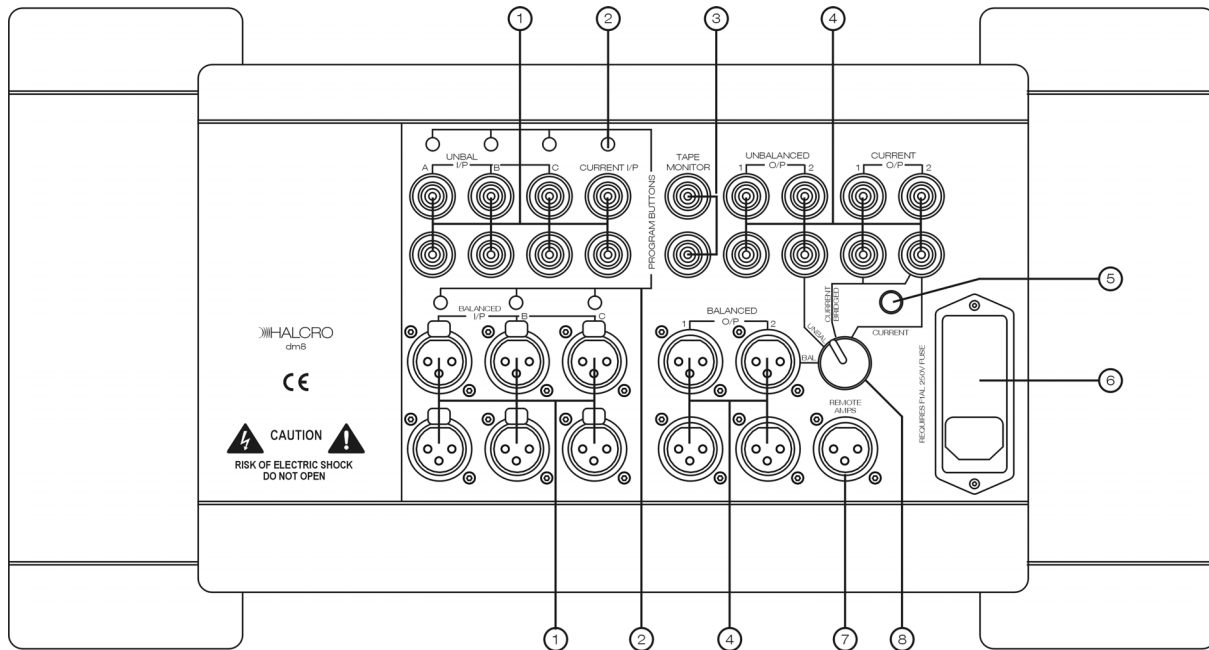 1
2
3
4
UNBAL
I/P
A
B
C
CURRENT I/P
PROGRAM BUTTONS
TAPE
MONITOR
UNBALANCED
O/P
1
2
CURRENT
O/P
1
2
5
BALANCED
I/P
B
C
BALANCED
O/P
1
2
BAL
UNBAL
CURRENT
BRIDGED
CURRENT
REQUIRES F1AL 250V FUSE
6
HALCRO
dm8
CE
CAUTION
RISK OF ELECTRIC SHOCK
DO NOT OPEN
REMOTE
AMPS
1
2
4
7
8